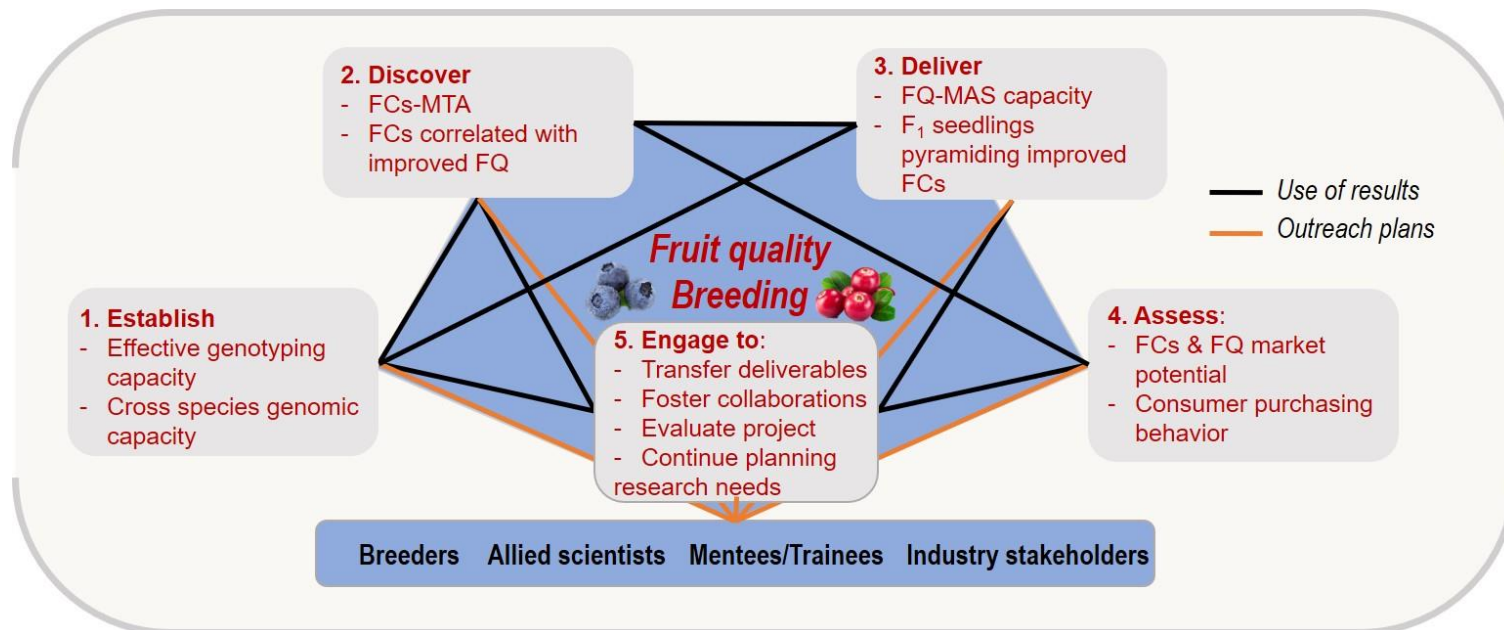 2. Discover
- FCs-MTA
- FCs correlated with
improved FQ
3. Deliver
- FQ-MAS capacity
- F₁ seedlings
pyramiding improved
FCs
Use of results
Outreach plans
Fruit quality
Breeding
1. Establish
- Effective genotyping
capacity
- Cross species genomic
capacity
5. Engage to:
- Transfer deliverables
- Foster collaborations
- Evaluate project
- Continue planning
research needs
4. Assess:
- FCs & FQ market
potential
- Consumer purchasing
behavior
Breeders Allied scientists Mentees/Trainees Industry stakeholders